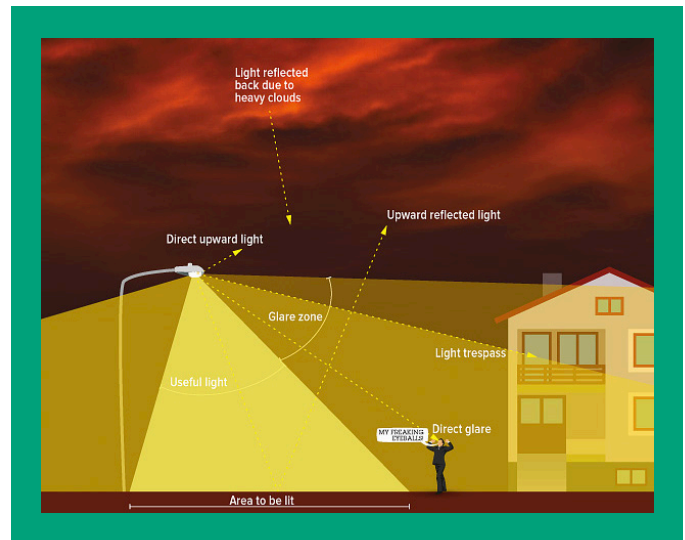 Light reflected
back due to
heavy clouds
Upward reflected light
Direct upward light
Glare zone
Light trespass
Useful light
Direct glare
MY FREAKING
EYEBALLS!
Area to be lit